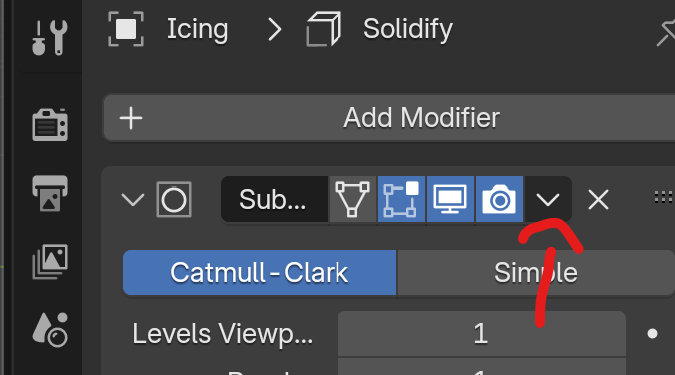 Icing > Solidify
+ Add Modifier
Sub...
Catmull-Clark Simple
Levels Viewp... 1
1